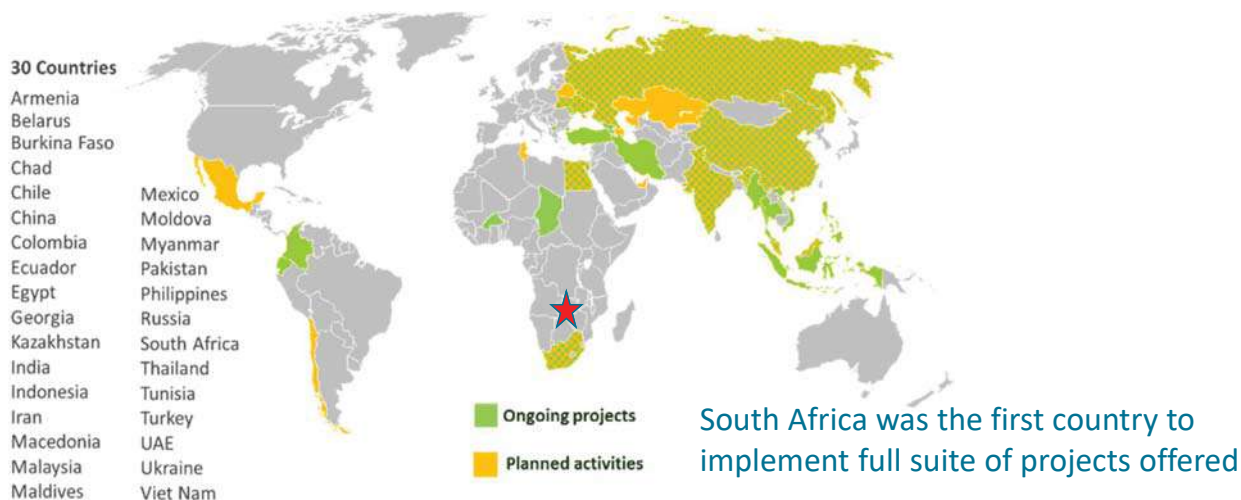 30 Countries
Armenia
Belarus
Burkina Faso
Chad
Chile
China
Colombia
Ecuador
Egypt
Georgia
Kazakhstan
India
Indonesia
Iran
Macedonia
Malaysia
Maldives
Mexico
Moldova
Myanmar
Pakistan
Philippines
Russia
South Africa
Thailand
Tunisia
Turkey
UAE
Ukraine
Viet Nam
Ongoing projects
Planned activities
South Africa was the first country to
implement full suite of projects offered